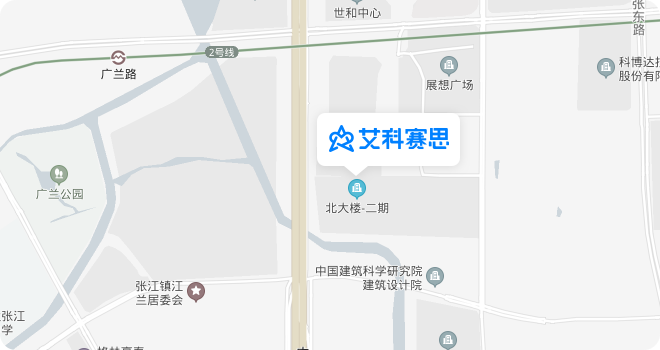 世和中心
张东路
2号线
广兰路
展想广场
科博达技
股份有限
艾科赛思
广兰公园
北大楼-二期
中国建筑科学研究院
建筑设计院
张江镇江
兰居委会
张江
学